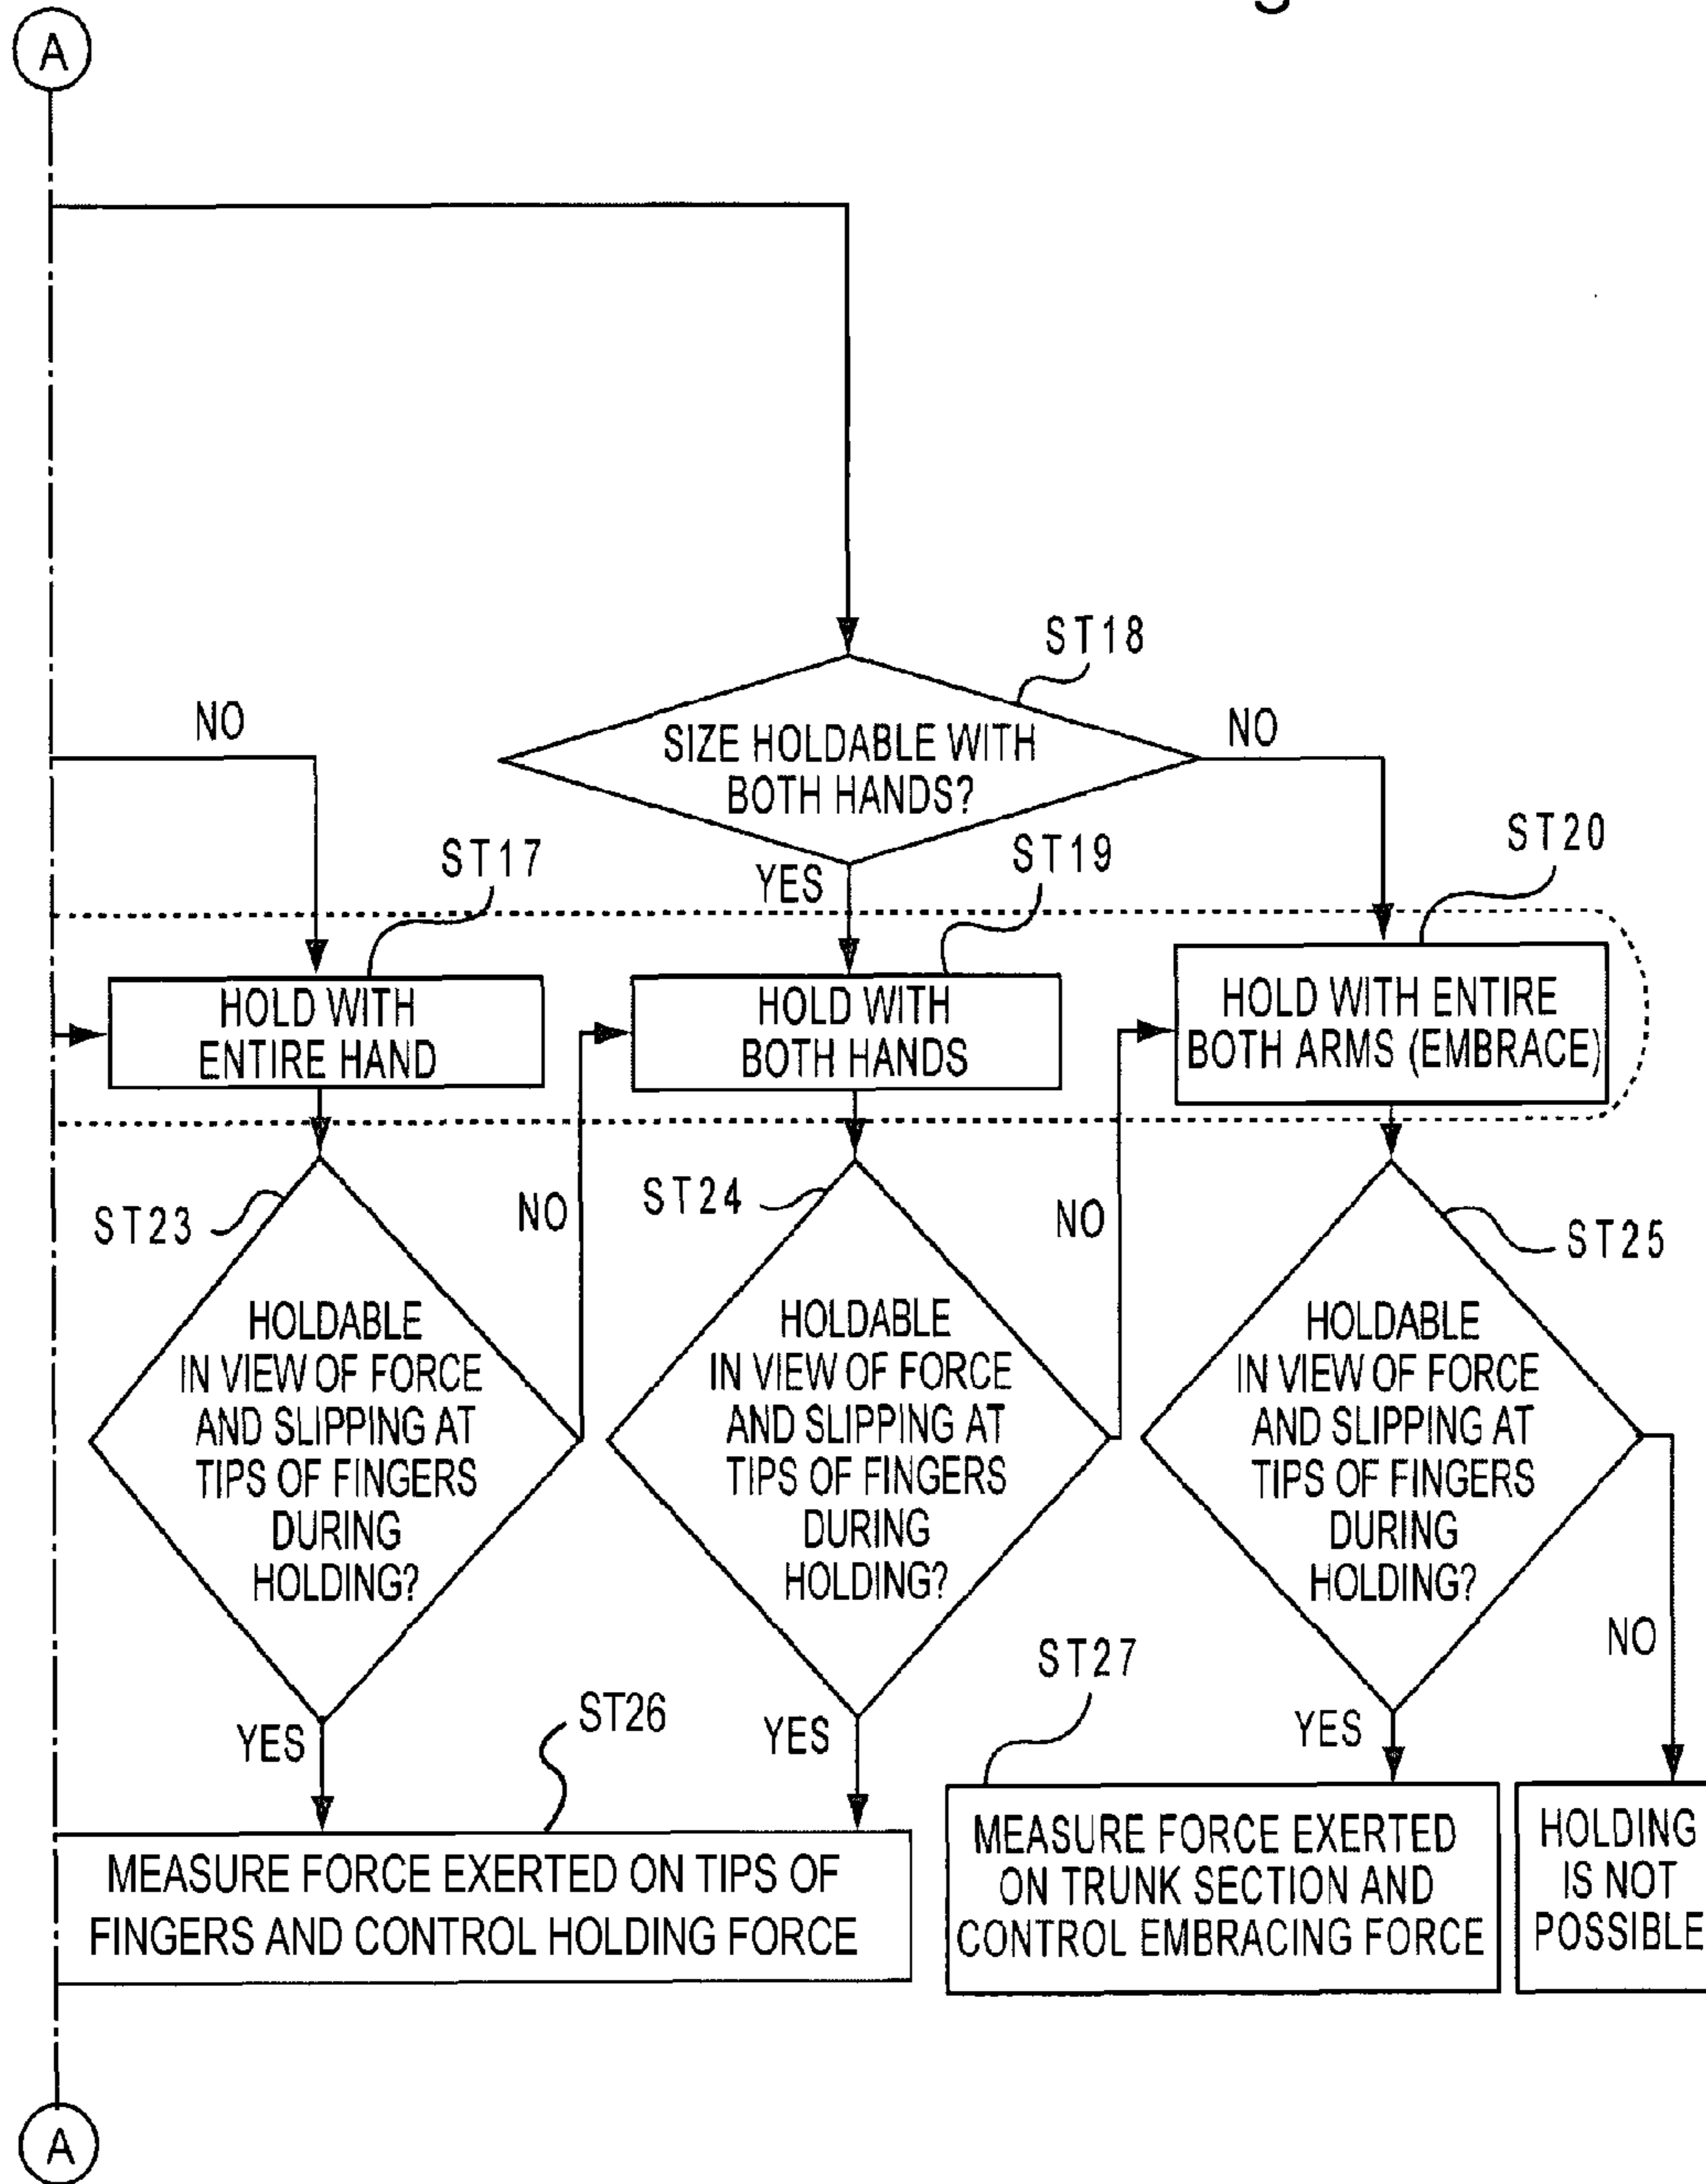 A
ST18
NO
SIZE HOLDABLE WITH
BOTH HANDS?
NO
ST17
YES
ST19
ST20
HOLD WITH
ENTIRE HAND
HOLD WITH
BOTH HANDS
HOLD WITH ENTIRE
BOTH ARMS (EMBRACE)
ST23
NO
ST24
NO
ST25
HOLDABLE
IN VIEW OF FORCE
AND SLIPPING AT
TIPS OF FINGERS
DURING
HOLDING?
HOLDABLE
IN VIEW OF FORCE
AND SLIPPING AT
TIPS OF FINGERS
DURING
HOLDING?
HOLDABLE
IN VIEW OF FORCE
AND SLIPPING AT
TIPS OF FINGERS
DURING
HOLDING?
NO
YES
ST26
YES
ST27
YES
MEASURE FORCE EXERTED ON TIPS OF
FINGERS AND CONTROL HOLDING FORCE
MEASURE FORCE EXERTED
ON TRUNK SECTION AND
CONTROL EMBRACING FORCE
HOLDING
IS NOT
POSSIBLE
A